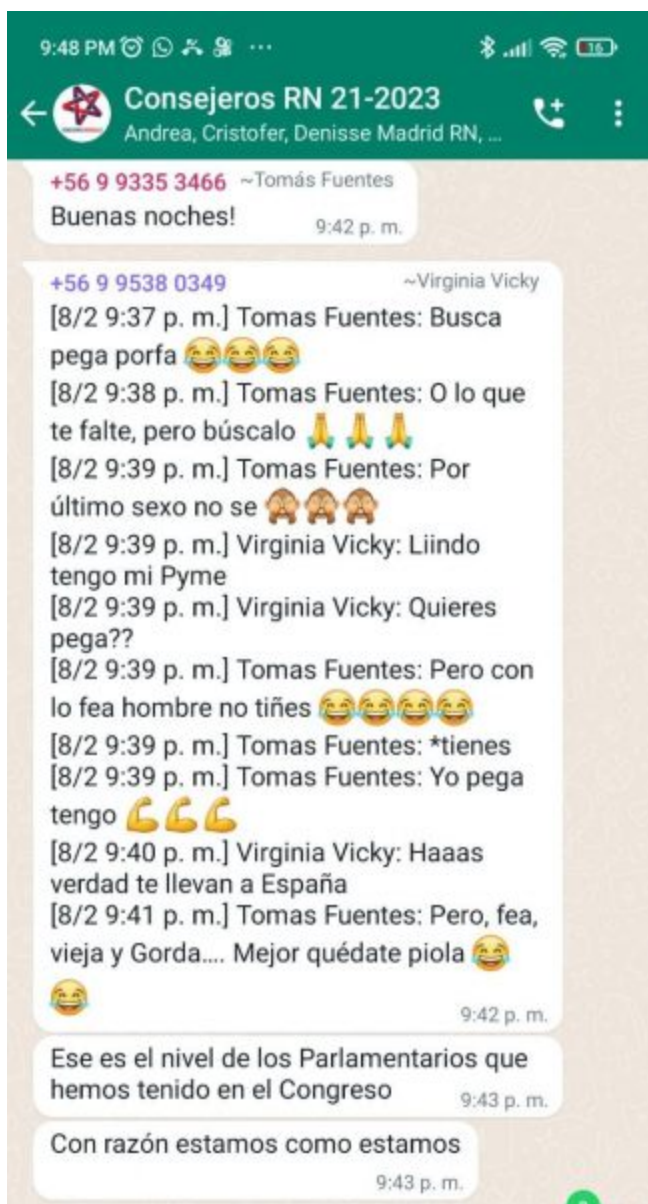 9:48 PM ... 16
Consejeros RN 21-2023
Andrea, Cristofer, Denisse Madrid RN, ...
+56 9 9335 3466 ~Tomás Fuentes
Buenas noches!
9:42 p. m.
+56 9 9538 0349 ~Virginia Vicky
[8/2 9:37 p. m.] Tomas Fuentes: Busca
pega porfa 😂😂😂
[8/2 9:38 p. m.] Tomas Fuentes: O lo que
te falte, pero búscalo 🙏🙏🙏
[8/2 9:39 p. m.] Tomas Fuentes: Por
último sexo no se 🙈🙈🙈
[8/2 9:39 p. m.] Virginia Vicky: Liindo
tengo mi Pyme
[8/2 9:39 p. m.] Virginia Vicky: Quieres
pega??
[8/2 9:39 p. m.] Tomas Fuentes: Pero con
lo fea hombre no tiñes 😂😂😂😂
[8/2 9:39 p. m.] Tomas Fuentes: *tienes
[8/2 9:39 p. m.] Tomas Fuentes: Yo pega
tengo 💪💪💪
[8/2 9:40 p. m.] Virginia Vicky: Haaas
verdad te llevan a España
[8/2 9:41 p. m.] Tomas Fuentes: Pero, fea,
vieja y Gorda.... Mejor quédate piola 😂
😂
9:42 p. m.
Ese es el nivel de los Parlamentarios que
hemos tenido en el Congreso
9:43 p. m.
Con razón estamos como estamos
9:43 p. m.